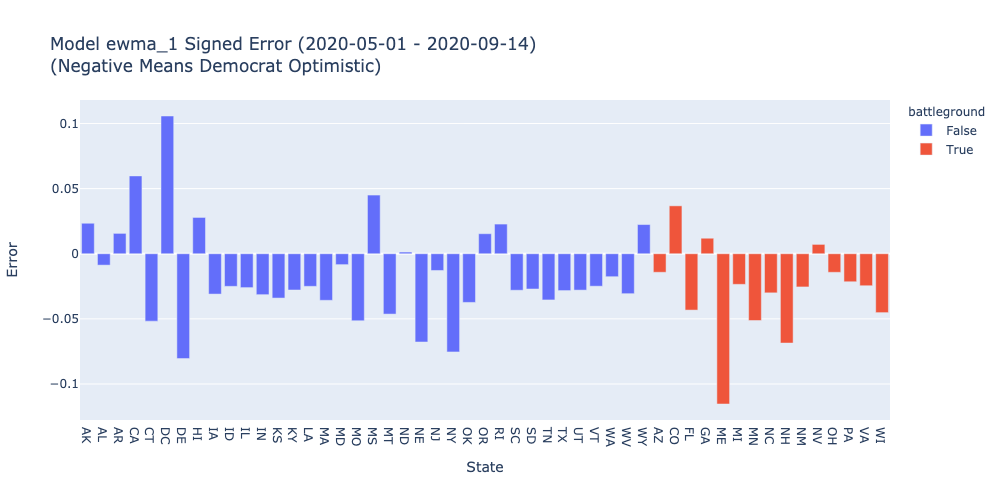 Model ewma_1 Signed Error (2020-05-01 - 2020-09-14)
(Negative Means Democrat Optimistic)
battleground
False
True
0.1
0.05
0
−0.05
−0.1
Error
AK AL AR CA CT DC DE HI IA ID IL IN KS KY LA MA MD MO MS MT ND NE NJ NY OK OR RI SC SD TN TX UT VT WA WV WY AZ CO FL GA ME MI MN NC NH NM NV OH PA VA WI
State